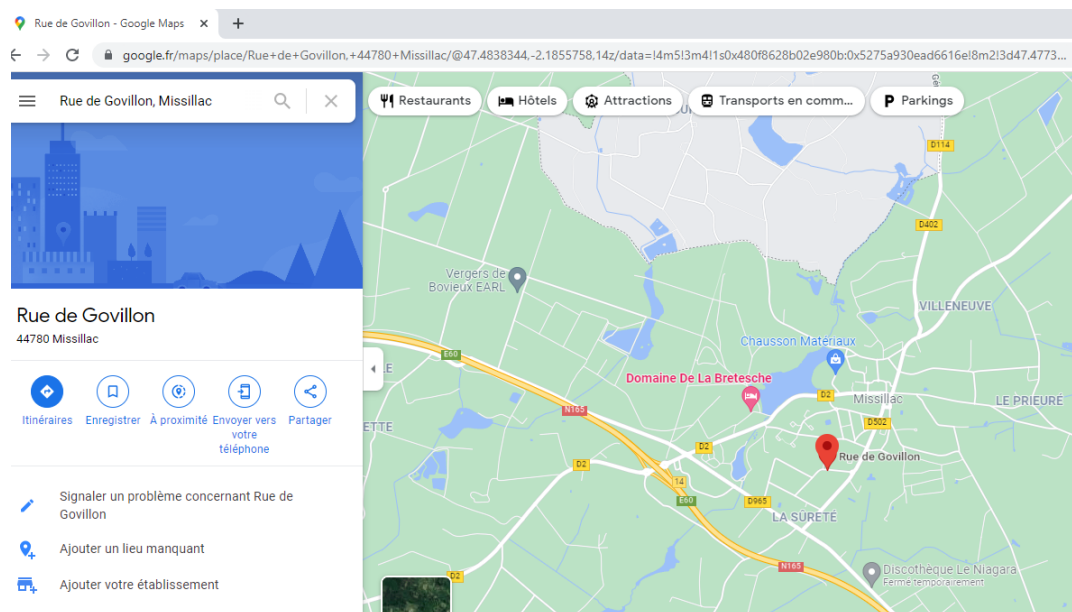 Rue de Govillon - Google Maps
google.fr/maps/place/Rue+de+Govillon,+44780+Missillac/@47.4838344,-2.1855758,14z/data=!4m5!3m4!1s0x480f8628b02e980b:0x5275a930ead6616e!8m2!3d47.4773...
Rue de Govillon, Missillac
Restaurants
Hôtels
Attractions
Transports en comm...
P Parkings
D114
D402
Vergers de
Bovieux EARL
VILLENEUVE
Chausson Matériaux
E60
LE
Domaine De La Bretesche
D2
Missillac
LE PRIEURE
N165
D502
ETTE
D2
Rue de Govillon
D2
14
E60
D965
LA SÛRETÉ
N165
Discothèque Le Niagara
Fermé temporairement
D2
Rue de Govillon
44780 Missillac
Itinéraires
Enregistrer
À proximité
Envoyer vers
votre
téléphone
Partager
Signaler un problème concernant Rue de
Govillon
Ajouter un lieu manquant
Ajouter votre établissement